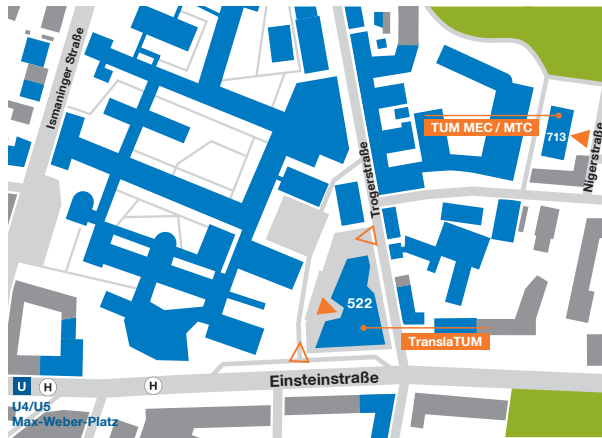 Ismaninger Straße
TUM MEC / MTC
713
Nigerstraße
Trogerstraße
522
TranslaTUM
Einsteinstraße
U
H
H
U4/U5
Max-Weber-Platz